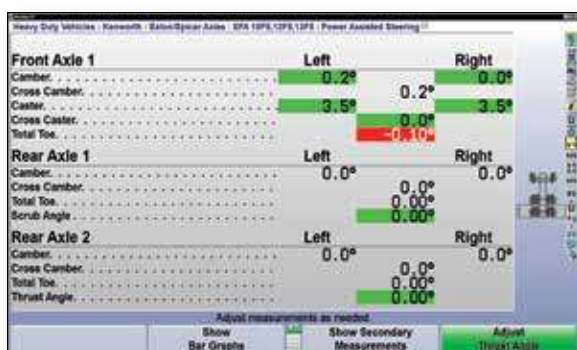 Heavy Duty Vehicles : Kenworth : Eaton/Spicer Axles : EFA 10F5,12F5,13F5 : Power Assisted Steering
Front Axle 1 Left Right
Camber. 0.2° 0.0°
Cross Camber. 0.2°
Caster. 3.5° 3.5°
Cross Caster. 0.0°
Total Toe. -0.10°
Rear Axle 1 Left Right
Camber. 0.0° 0.0°
Cross Camber. 0.0°
Total Toe. 0.00°
Scrub Angle. 0.00°
Rear Axle 2 Left Right
Camber. 0.0° 0.0°
Cross Camber. 0.0°
Total Toe. 0.00°
Thrust Angle. 0.00°
Adjust measurements as needed.
Show Bar Graphs
Show Secondary Measurements
Adjust Thrust Angle